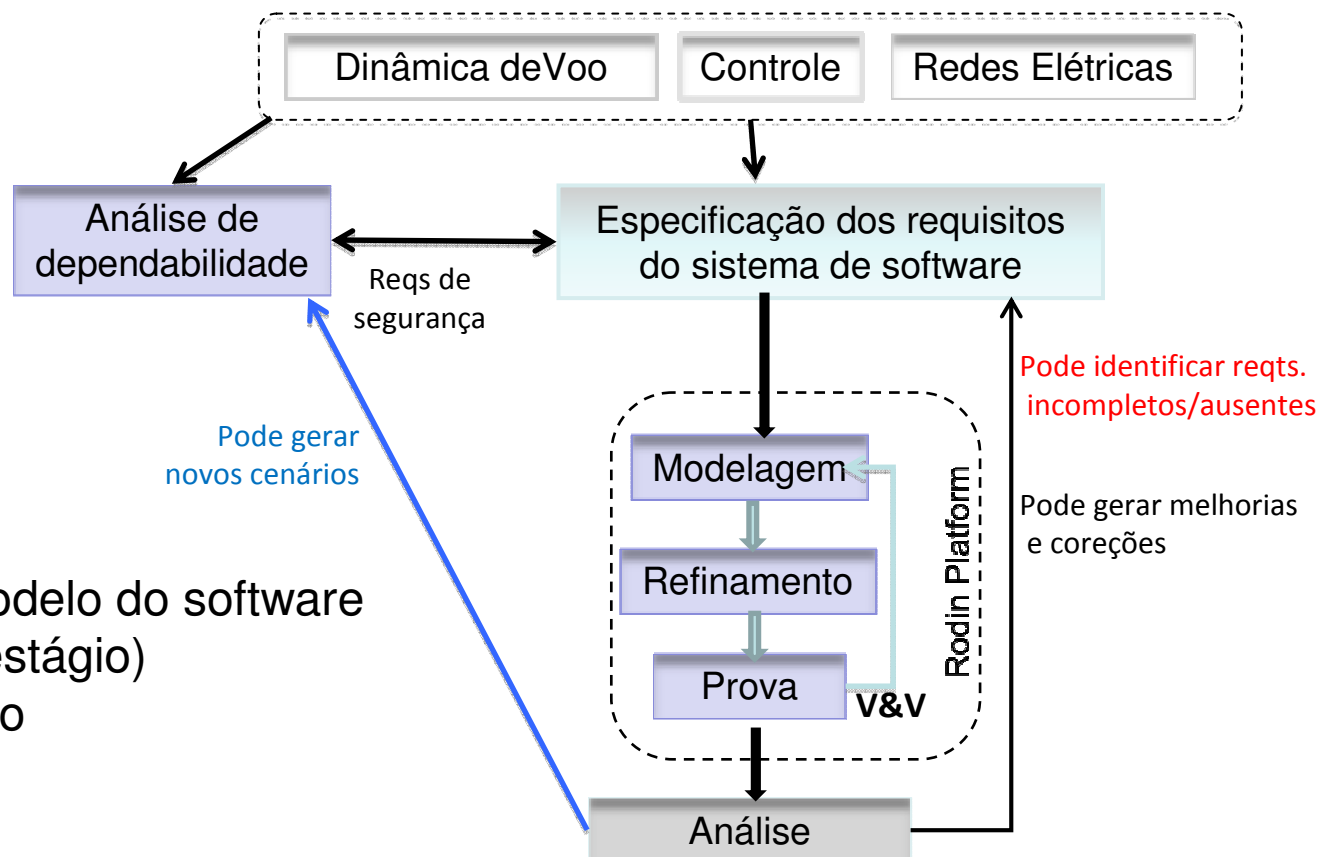 Dinâmica deVoo
Controle
Redes Elétricas
Análise de
dependabilidade
Especificação dos requisitos
do sistema de software
Reqs de
segurança
Pode identificar reqts.
incompletos/ausentes
Pode gerar
novos cenários
Modelagem
Rodin Platform
Pode gerar melhorias
e coreções
Refinamento
odelo do software
estágio)
Prova
V&V
o
Análise